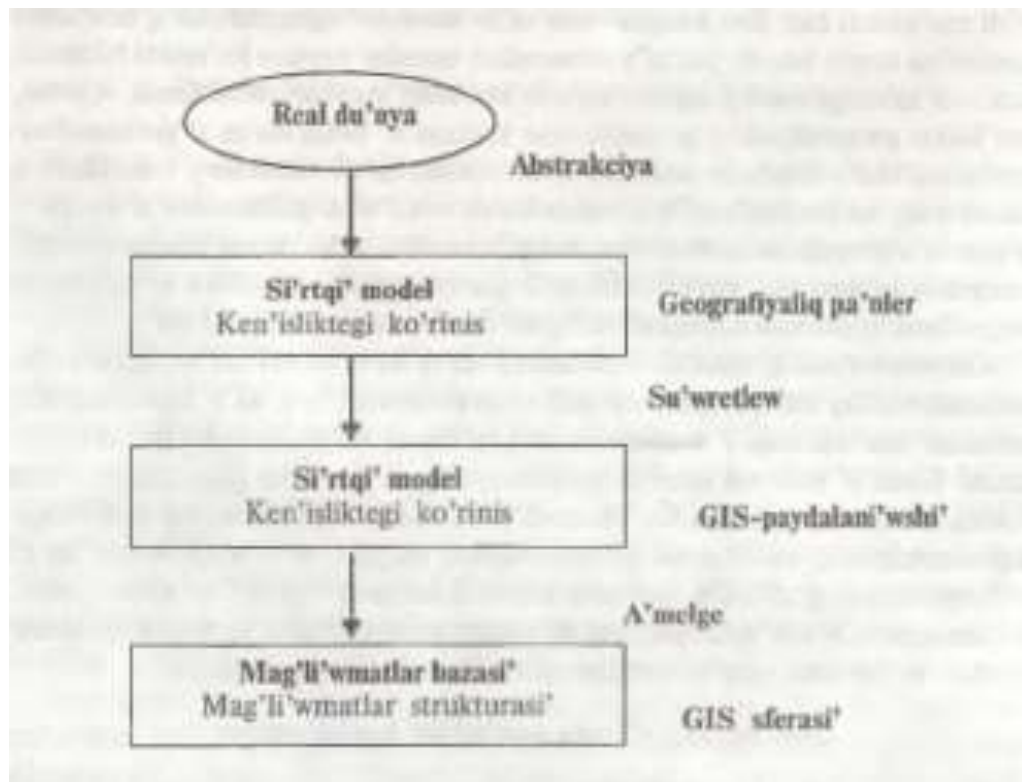 Real du'nya
Abstrakciya
Si'rtqi' model
Ken'isliktegi ko'rinis
Geografiyaliq pa'nler
Su'wretlew
Si'rtqi' model
Ken'isliktegi ko'rinis
GIS-paydalani'wshi'
A'melge
Mag'li'wmatlar bazasi'
Mag'li'wmatlar strukturasi'
GIS sferasi'